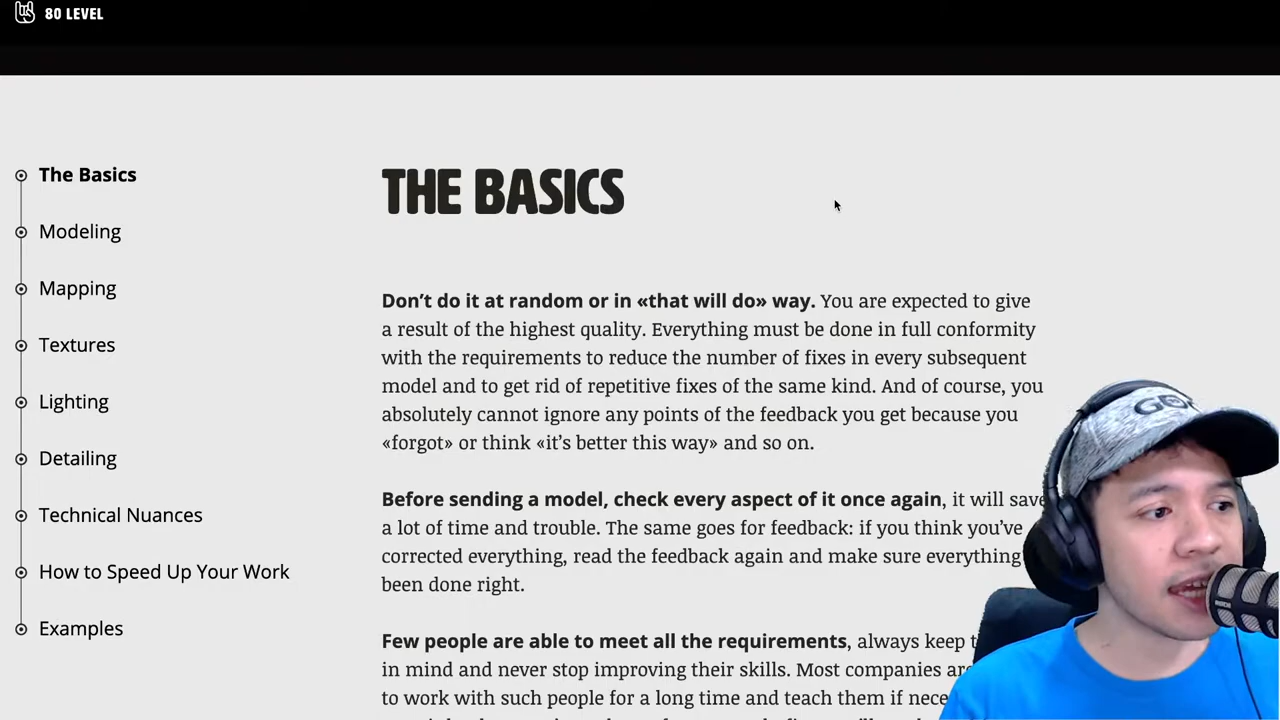 80 LEVEL
The Basics
Modeling
Mapping
Textures
Lighting
Detailing
Technical Nuances
How to Speed Up Your Work
Examples
THE BASICS
Don't do it at random or in «that will do» way. You are expected to give
a result of the highest quality. Everything must be done in full conformity
with the requirements to reduce the number of fixes in every subsequent
model and to get rid of repetitive fixes of the same kind. And of course, you
absolutely cannot ignore any points of the feedback you get because you
«forgot» or think «it's better this way» and so on.
Before sending a model, check every aspect of it once again, it will save
a lot of time and trouble. The same goes for feedback: if you think you've
corrected everything, read the feedback again and make sure everything
been done right.
Few people are able to meet all the requirements, always keep
in mind and never stop improving their skills. Most companies
to work with such people for a long time and teach them if